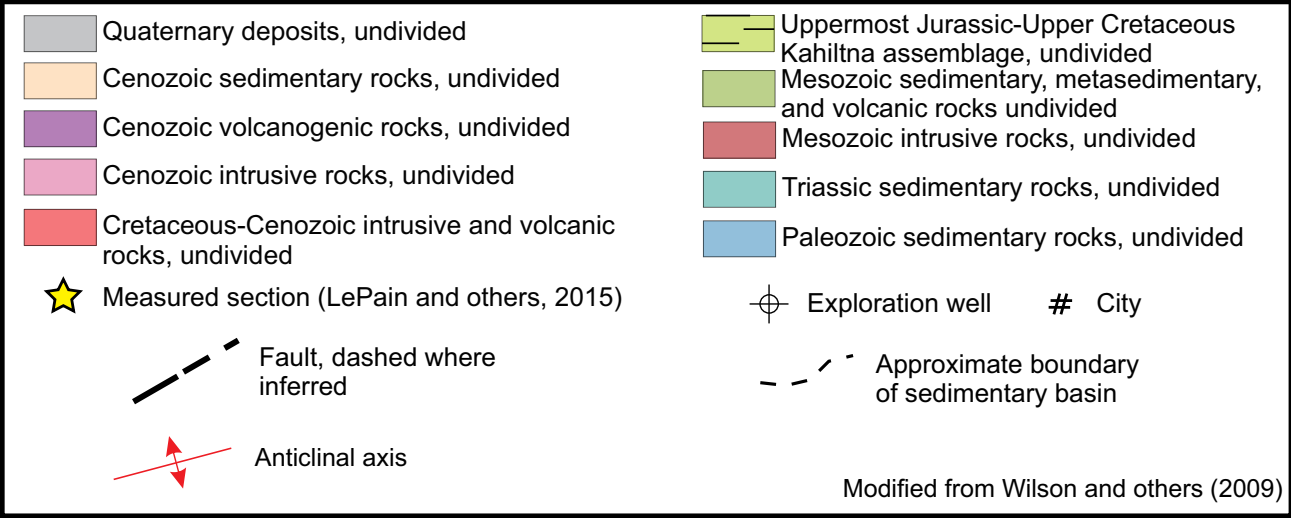 Quaternary deposits, undivided
Cenozoic sedimentary rocks, undivided
Cenozoic volcanogenic rocks, undivided
Cenozoic intrusive rocks, undivided
Cretaceous-Cenozoic intrusive and volcanic
rocks, undivided
Measured section (LePain and others, 2015)
Fault, dashed where
inferred
Anticlinal axis
Uppermost Jurassic-Upper Cretaceous
Kahiltna assemblage, undivided
Mesozoic sedimentary, metasedimentary,
and volcanic rocks undivided
Mesozoic intrusive rocks, undivided
Triassic sedimentary rocks, undivided
Paleozoic sedimentary rocks, undivided
Exploration well # City
Approximate boundary
of sedimentary basin
Modified from Wilson and others (2009)